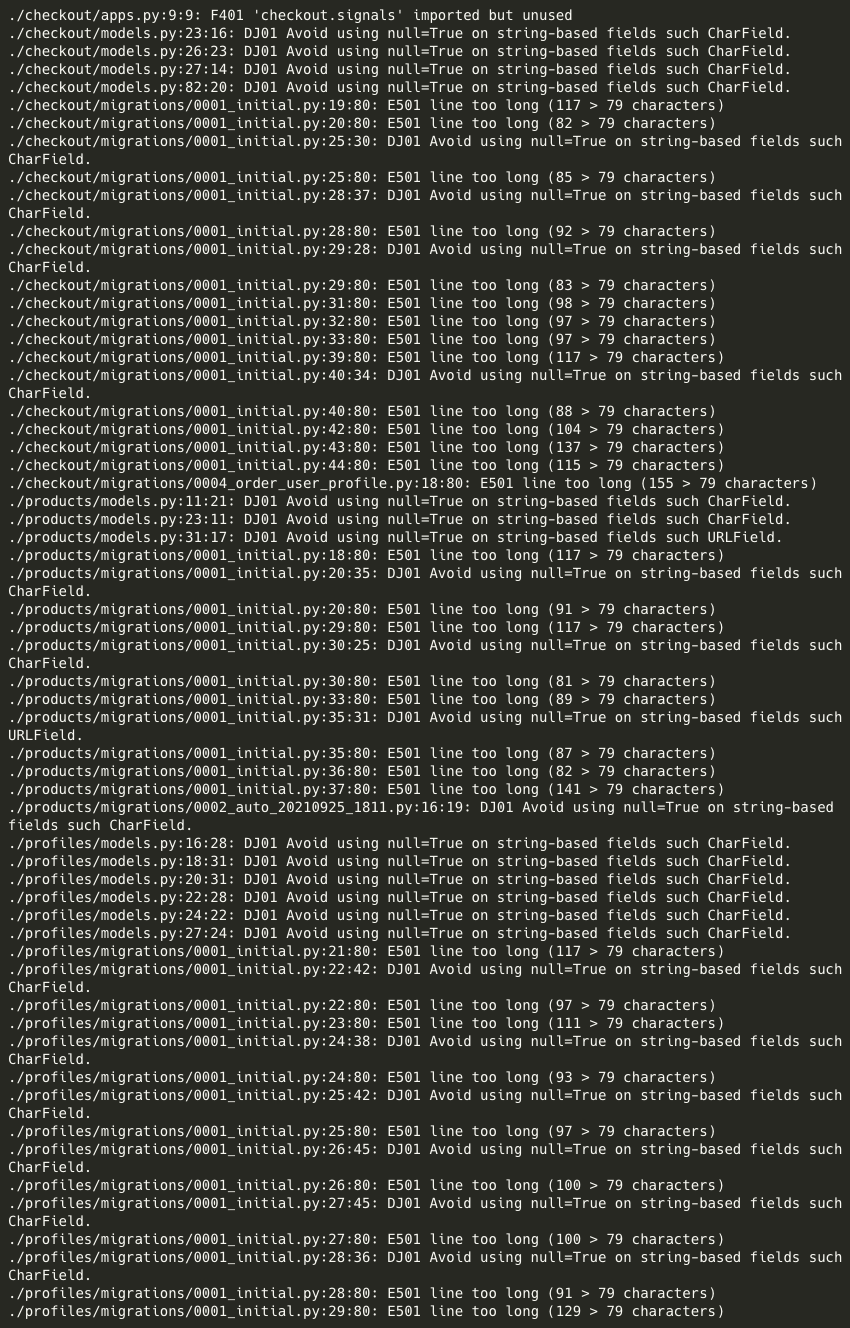 ./checkout/apps.py:9:9: F401 'checkout.signals' imported but unused
./checkout/models.py:23:16: DJ01 Avoid using null=True on string-based fields such CharField.
./checkout/models.py:26:23: DJ01 Avoid using null=True on string-based fields such CharField.
./checkout/models.py:27:14: DJ01 Avoid using null=True on string-based fields such CharField.
./checkout/models.py:82:20: DJ01 Avoid using null=True on string-based fields such CharField.
./checkout/migrations/0001_initial.py:19:80: E501 line too long (117 > 79 characters)
./checkout/migrations/0001_initial.py:20:80: E501 line too long (82 > 79 characters)
./checkout/migrations/0001_initial.py:25:30: DJ01 Avoid using null=True on string-based fields such
CharField.
./checkout/migrations/0001_initial.py:25:80: E501 line too long (85 > 79 characters)
./checkout/migrations/0001_initial.py:28:37: DJ01 Avoid using null=True on string-based fields such
CharField.
./checkout/migrations/0001_initial.py:28:80: E501 line too long (92 > 79 characters)
./checkout/migrations/0001_initial.py:29:28: DJ01 Avoid using null=True on string-based fields such
CharField.
./checkout/migrations/0001_initial.py:29:80: E501 line too long (83 > 79 characters)
./checkout/migrations/0001_initial.py:31:80: E501 line too long (98 > 79 characters)
./checkout/migrations/0001_initial.py:32:80: E501 line too long (97 > 79 characters)
./checkout/migrations/0001_initial.py:33:80: E501 line too long (97 > 79 characters)
./checkout/migrations/0001_initial.py:39:80: E501 line too long (117 > 79 characters)
./checkout/migrations/0001_initial.py:40:34: DJ01 Avoid using null=True on string-based fields such
CharField.
./checkout/migrations/0001_initial.py:40:80: E501 line too long (88 > 79 characters)
./checkout/migrations/0001_initial.py:42:80: E501 line too long (104 > 79 characters)
./checkout/migrations/0001_initial.py:43:80: E501 line too long (137 > 79 characters)
./checkout/migrations/0001_initial.py:44:80: E501 line too long (115 > 79 characters)
./checkout/migrations/0004_order_user_profile.py:18:80: E501 line too long (155 > 79 characters)
./products/models.py:11:21: DJ01 Avoid using null=True on string-based fields such CharField.
./products/models.py:23:11: DJ01 Avoid using null=True on string-based fields such CharField.
./products/models.py:31:17: DJ01 Avoid using null=True on string-based fields such URLField.
./products/migrations/0001_initial.py:18:80: E501 line too long (117 > 79 characters)
./products/migrations/0001_initial.py:20:35: DJ01 Avoid using null=True on string-based fields such
CharField.
./products/migrations/0001_initial.py:20:80: E501 line too long (91 > 79 characters)
./products/migrations/0001_initial.py:29:80: E501 line too long (117 > 79 characters)
./products/migrations/0001_initial.py:30:25: DJ01 Avoid using null=True on string-based fields such
CharField.
./products/migrations/0001_initial.py:30:80: E501 line too long (81 > 79 characters)
./products/migrations/0001_initial.py:33:80: E501 line too long (89 > 79 characters)
./products/migrations/0001_initial.py:35:31: DJ01 Avoid using null=True on string-based fields such
URLField.
./products/migrations/0001_initial.py:35:80: E501 line too long (87 > 79 characters)
./products/migrations/0001_initial.py:36:80: E501 line too long (82 > 79 characters)
./products/migrations/0001_initial.py:37:80: E501 line too long (141 > 79 characters)
./products/migrations/0002_auto_20210925_1811.py:16:19: DJ01 Avoid using null=True on string-based
fields such CharField.
./profiles/models.py:16:28: DJ01 Avoid using null=True on string-based fields such CharField.
./profiles/models.py:18:31: DJ01 Avoid using null=True on string-based fields such CharField.
./profiles/models.py:20:31: DJ01 Avoid using null=True on string-based fields such CharField.
./profiles/models.py:22:28: DJ01 Avoid using null=True on string-based fields such CharField.
./profiles/models.py:24:22: DJ01 Avoid using null=True on string-based fields such CharField.
./profiles/models.py:27:24: DJ01 Avoid using null=True on string-based fields such CharField.
./profiles/migrations/0001_initial.py:21:80: E501 line too long (117 > 79 characters)
./profiles/migrations/0001_initial.py:22:42: DJ01 Avoid using null=True on string-based fields such
CharField.
./profiles/migrations/0001_initial.py:22:80: E501 line too long (97 > 79 characters)
./profiles/migrations/0001_initial.py:23:80: E501 line too long (111 > 79 characters)
./profiles/migrations/0001_initial.py:24:38: DJ01 Avoid using null=True on string-based fields such
CharField.
./profiles/migrations/0001_initial.py:24:80: E501 line too long (93 > 79 characters)
./profiles/migrations/0001_initial.py:25:42: DJ01 Avoid using null=True on string-based fields such
CharField.
./profiles/migrations/0001_initial.py:25:80: E501 line too long (97 > 79 characters)
./profiles/migrations/0001_initial.py:26:45: DJ01 Avoid using null=True on string-based fields such
CharField.
./profiles/migrations/0001_initial.py:26:80: E501 line too long (100 > 79 characters)
./profiles/migrations/0001_initial.py:27:45: DJ01 Avoid using null=True on string-based fields such
CharField.
./profiles/migrations/0001_initial.py:27:80: E501 line too long (100 > 79 characters)
./profiles/migrations/0001_initial.py:28:36: DJ01 Avoid using null=True on string-based fields such
CharField.
./profiles/migrations/0001_initial.py:28:80: E501 line too long (91 > 79 characters)
./profiles/migrations/0001_initial.py:29:80: E501 line too long (129 > 79 characters)